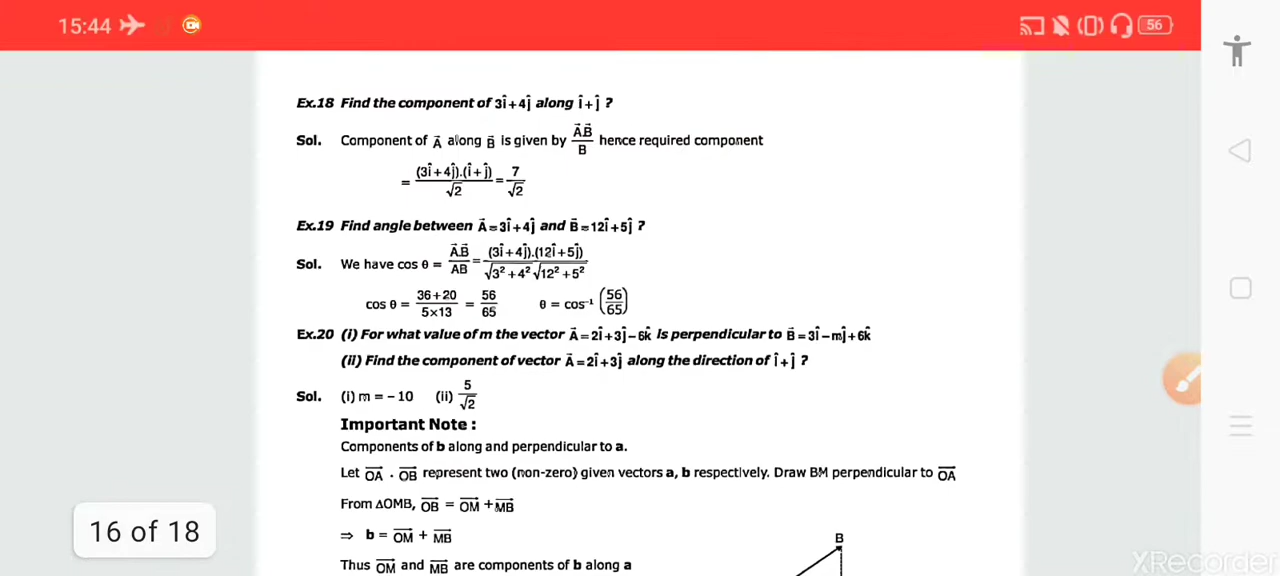 15:44
56
Ex.18 Find the component of 3î+4ĵ along î+ĵ ?
Sol. Component of A⃗ along B⃗ is given by A⃗B⃗/B hence required component
= (3î+4ĵ).(î+ĵ)/√2 = 7/√2
Ex.19 Find angle between A⃗=3î+4ĵ and B⃗=12î+5ĵ ?
Sol. We have cos θ = A⃗.B⃗/AB = (3î+4ĵ).(12î+5ĵ)/√3²+4² √12²+5²
cos θ = 36+20/5×13 = 56/65 θ = cos⁻¹ (56/65)
Ex.20 (i) For what value of m the vector A⃗=2î+3ĵ−6k̂ is perpendicular to B⃗=3î−mĵ+6k̂
(ii) Find the component of vector A⃗=2î+3ĵ along the direction of î+ĵ ?
Sol. (i) m = – 10 (ii) 5/√2
Important Note :
Components of b along and perpendicular to a.
Let OA⃗ . OB⃗ represent two (non-zero) given vectors a, b respectively. Draw BM perpendicular to OA⃗
From ΔOMB, OB⃗ = OM⃗ + MB⃗
⇒ b = OM⃗ + MB⃗
B
Thus OM⃗ and MB⃗ are components of b along a
16 of 18
XRecorder